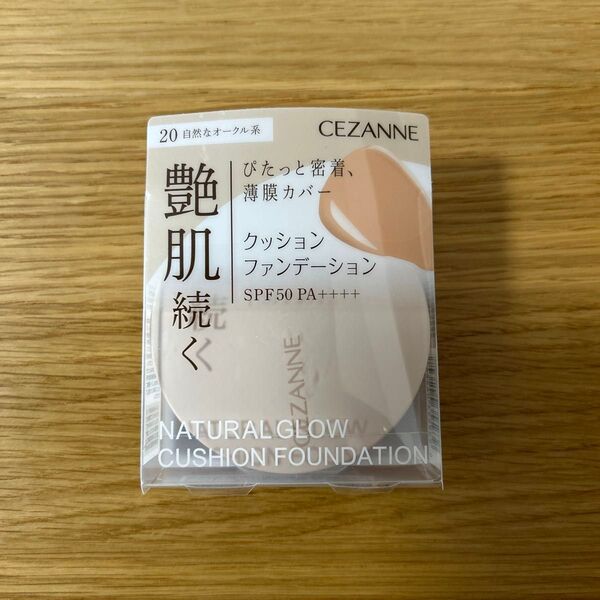 20 自然なオークル系
CEZANNE
艶肌続く
ぴたっと密着、
薄膜カバー
クッション
ファンデーション
SPF50 PA++++
CEZANNE
NATURAL GLOW
CUSHION FOUNDATION